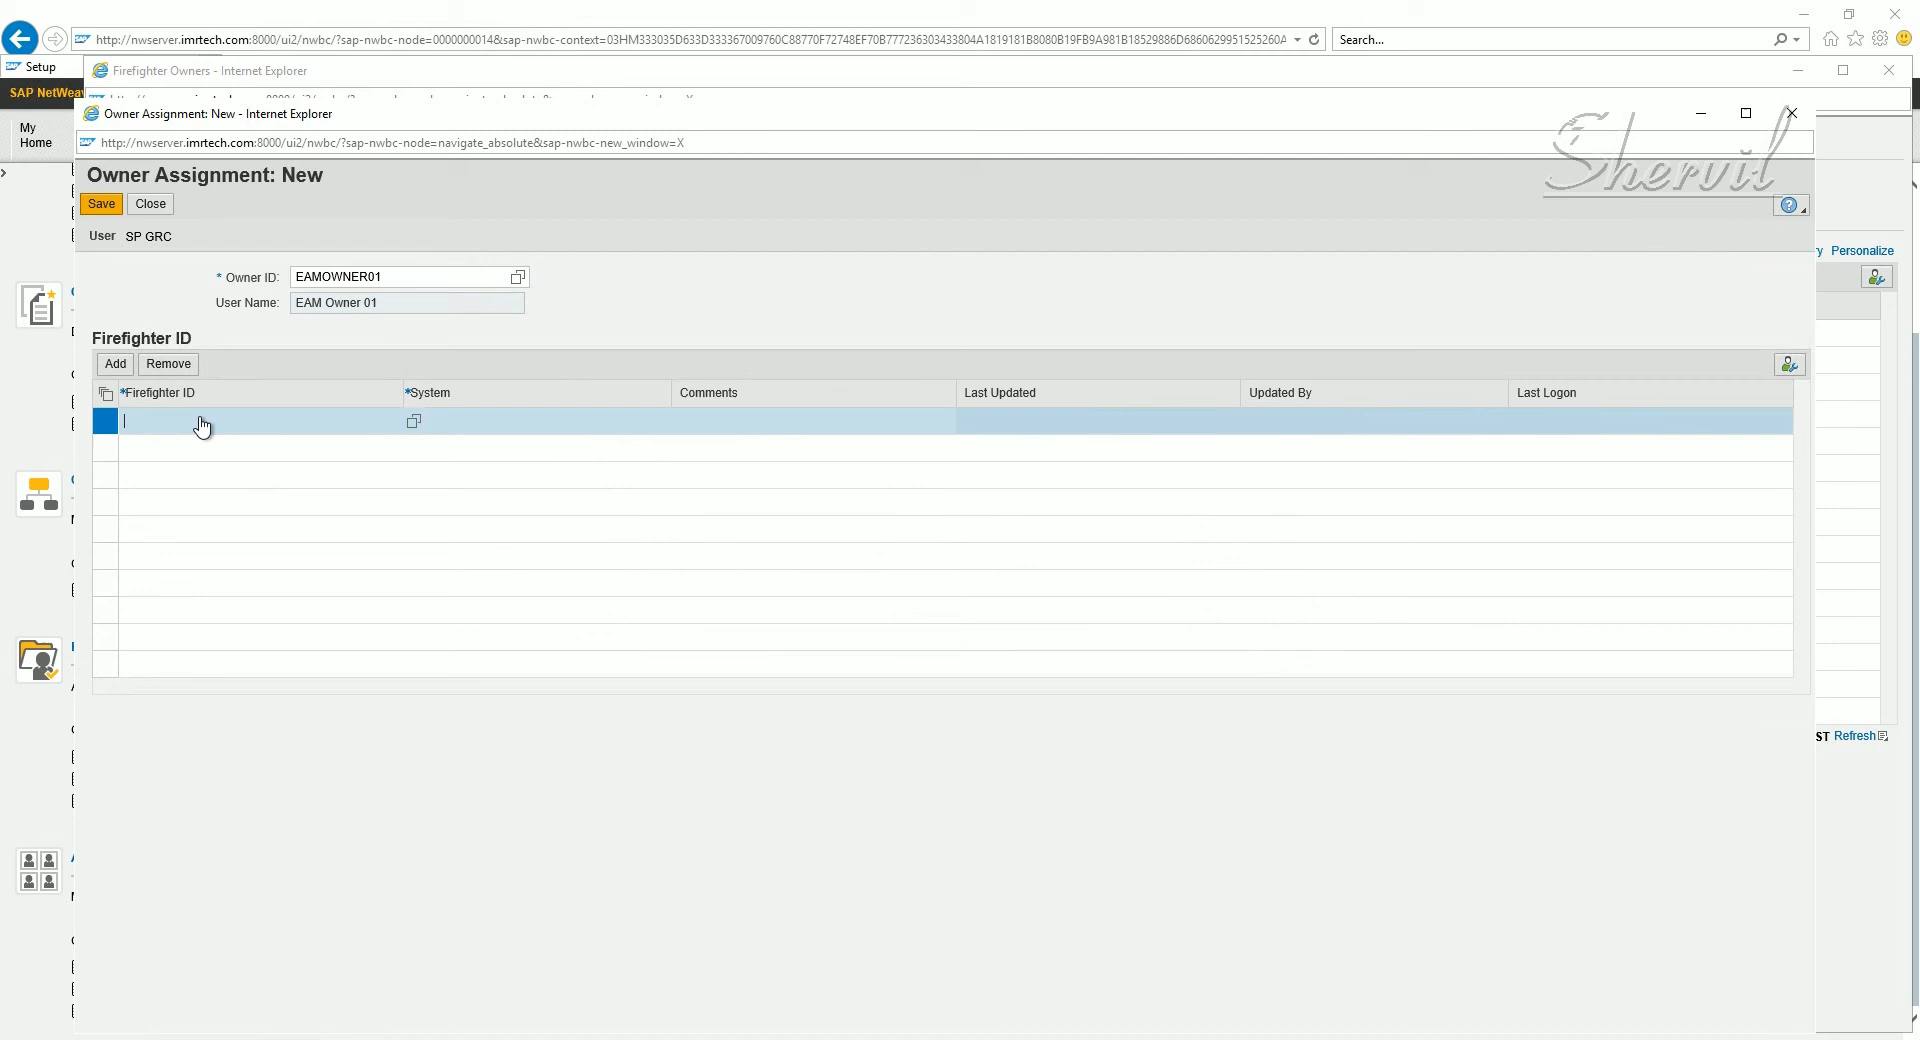 http://nwserver.imrtech.com:8000/ui2/nwbc/?sap-nwbc-node=0000000014&sap-nwbc-context=03HM333035D633D333367009760C88770F72748EF70B777236303433804A1819181B8080B19FB9A981B18529886D6860629951525260A
Search...
Setup
Firefighter Owners - Internet Explorer
SAP NetWea
Owner Assignment: New - Internet Explorer
My
Home
http://nwserver.imrtech.com:8000/ui2/nwbc/?sap-nwbc-node=navigate_absolute&sap-nwbc-new_window=X
Shervil
Owner Assignment: New
Save
Close
User SP GRC
y Personalize
* Owner ID: EAMOWNER01
User Name: EAM Owner 01
Firefighter ID
Add
Remove
*Firefighter ID
*System
Comments
Last Updated
Updated By
Last Logon
ST Refresh